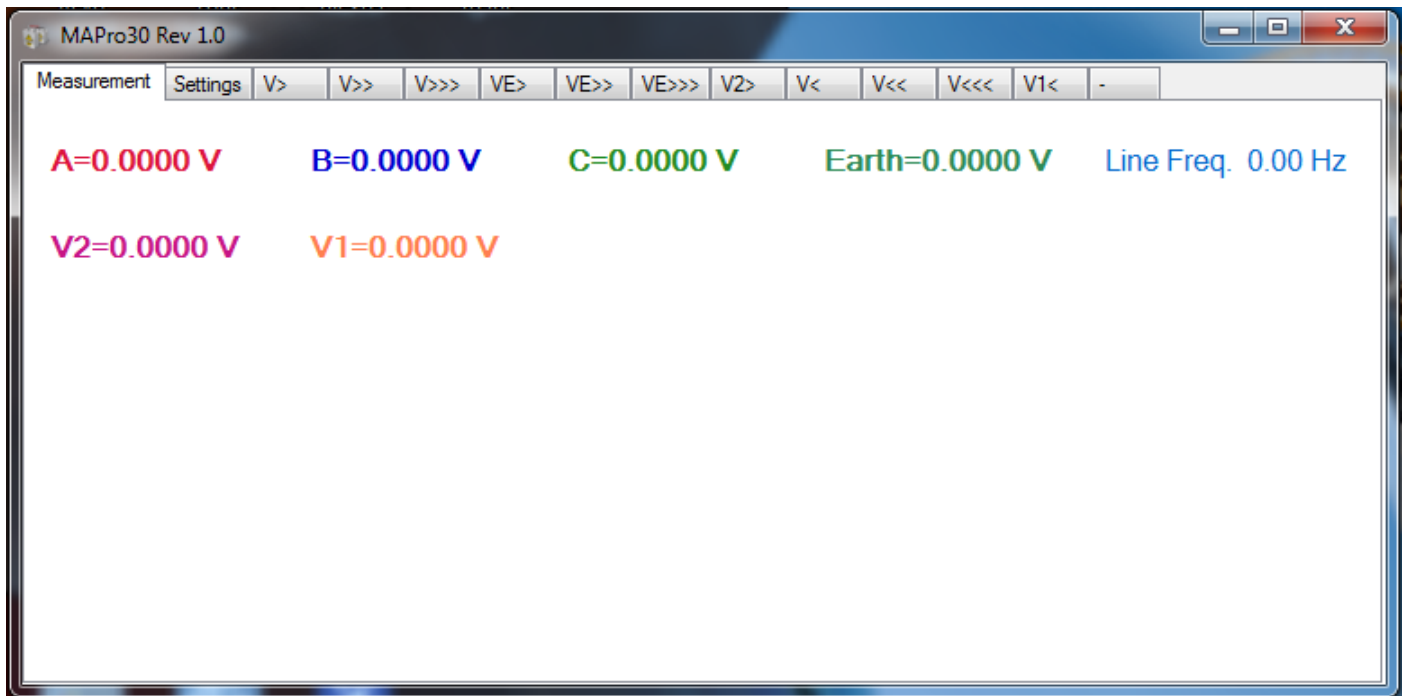 MAPro30 Rev 1.0
Measurement Settings V> V>> V>>> VE> VE>> VE>>> V2> V< V<< V<<< V1< -
A=0.0000 V B=0.0000 V C=0.0000 V Earth=0.0000 V Line Freq. 0.00 Hz
V2=0.0000 V V1=0.0000 V